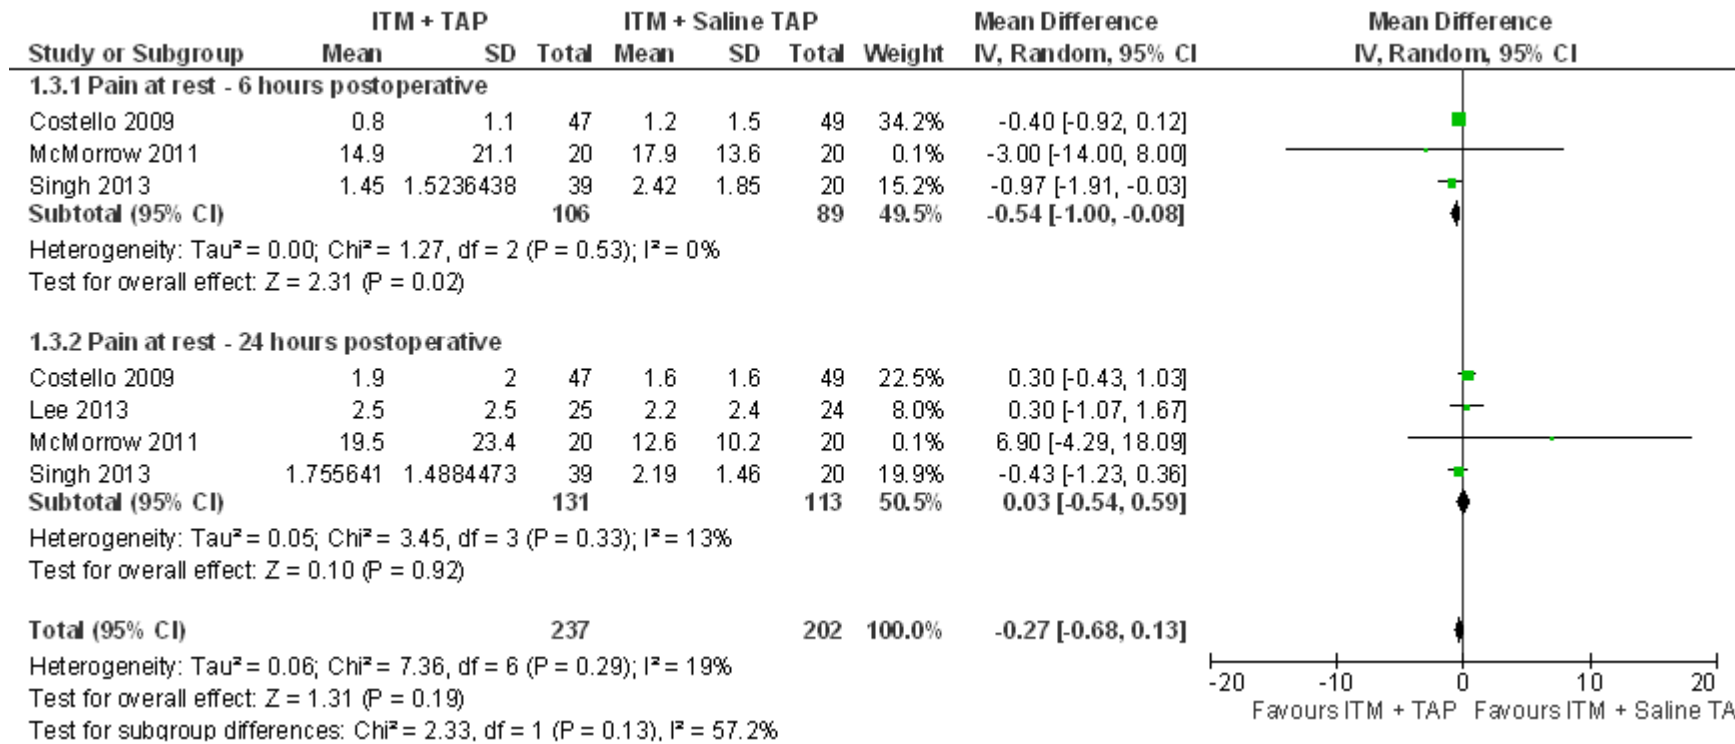 ITM + TAP ITM + Saline TAP Mean Difference Mean Difference
Study or Subgroup Mean SD Total Mean SD Total Weight IV, Random, 95% CI IV, Random, 95% CI
1.3.1 Pain at rest - 6 hours postoperative
Costello 2009 0.8 1.1 47 1.2 1.5 49 34.2% -0.40 [-0.92, 0.12]
McMorrow 2011 14.9 21.1 20 17.9 13.6 20 0.1% -3.00 [-14.00, 8.00]
Singh 2013 1.45 1.5236438 39 2.42 1.85 20 15.2% -0.97 [-1.91, -0.03]
Subtotal (95% CI) 106 89 49.5% -0.54 [-1.00, -0.08]
Heterogeneity: Tau² = 0.00; Chi² = 1.27, df = 2 (P = 0.53); I² = 0%
Test for overall effect: Z = 2.31 (P = 0.02)
1.3.2 Pain at rest - 24 hours postoperative
Costello 2009 1.9 2 47 1.6 1.6 49 22.5% 0.30 [-0.43, 1.03]
Lee 2013 2.5 2.5 25 2.2 2.4 24 8.0% 0.30 [-1.07, 1.67]
McMorrow 2011 19.5 23.4 20 12.6 10.2 20 0.1% 6.90 [-4.29, 18.09]
Singh 2013 1.755641 1.4884473 39 2.19 1.46 20 19.9% -0.43 [-1.23, 0.36]
Subtotal (95% CI) 131 113 50.5% 0.03 [-0.54, 0.59]
Heterogeneity: Tau² = 0.05; Chi² = 3.45, df = 3 (P = 0.33); I² = 13%
Test for overall effect: Z = 0.10 (P = 0.92)
Total (95% CI) 237 202 100.0% -0.27 [-0.68, 0.13]
Heterogeneity: Tau² = 0.06; Chi² = 7.36, df = 6 (P = 0.29); I² = 19%
Test for overall effect: Z = 1.31 (P = 0.19)
Test for subgroup differences: Chi² = 2.33, df = 1 (P = 0.13), I² = 57.2%
-20 -10 0 10 20
Favours ITM + TAP Favours ITM + Saline TA